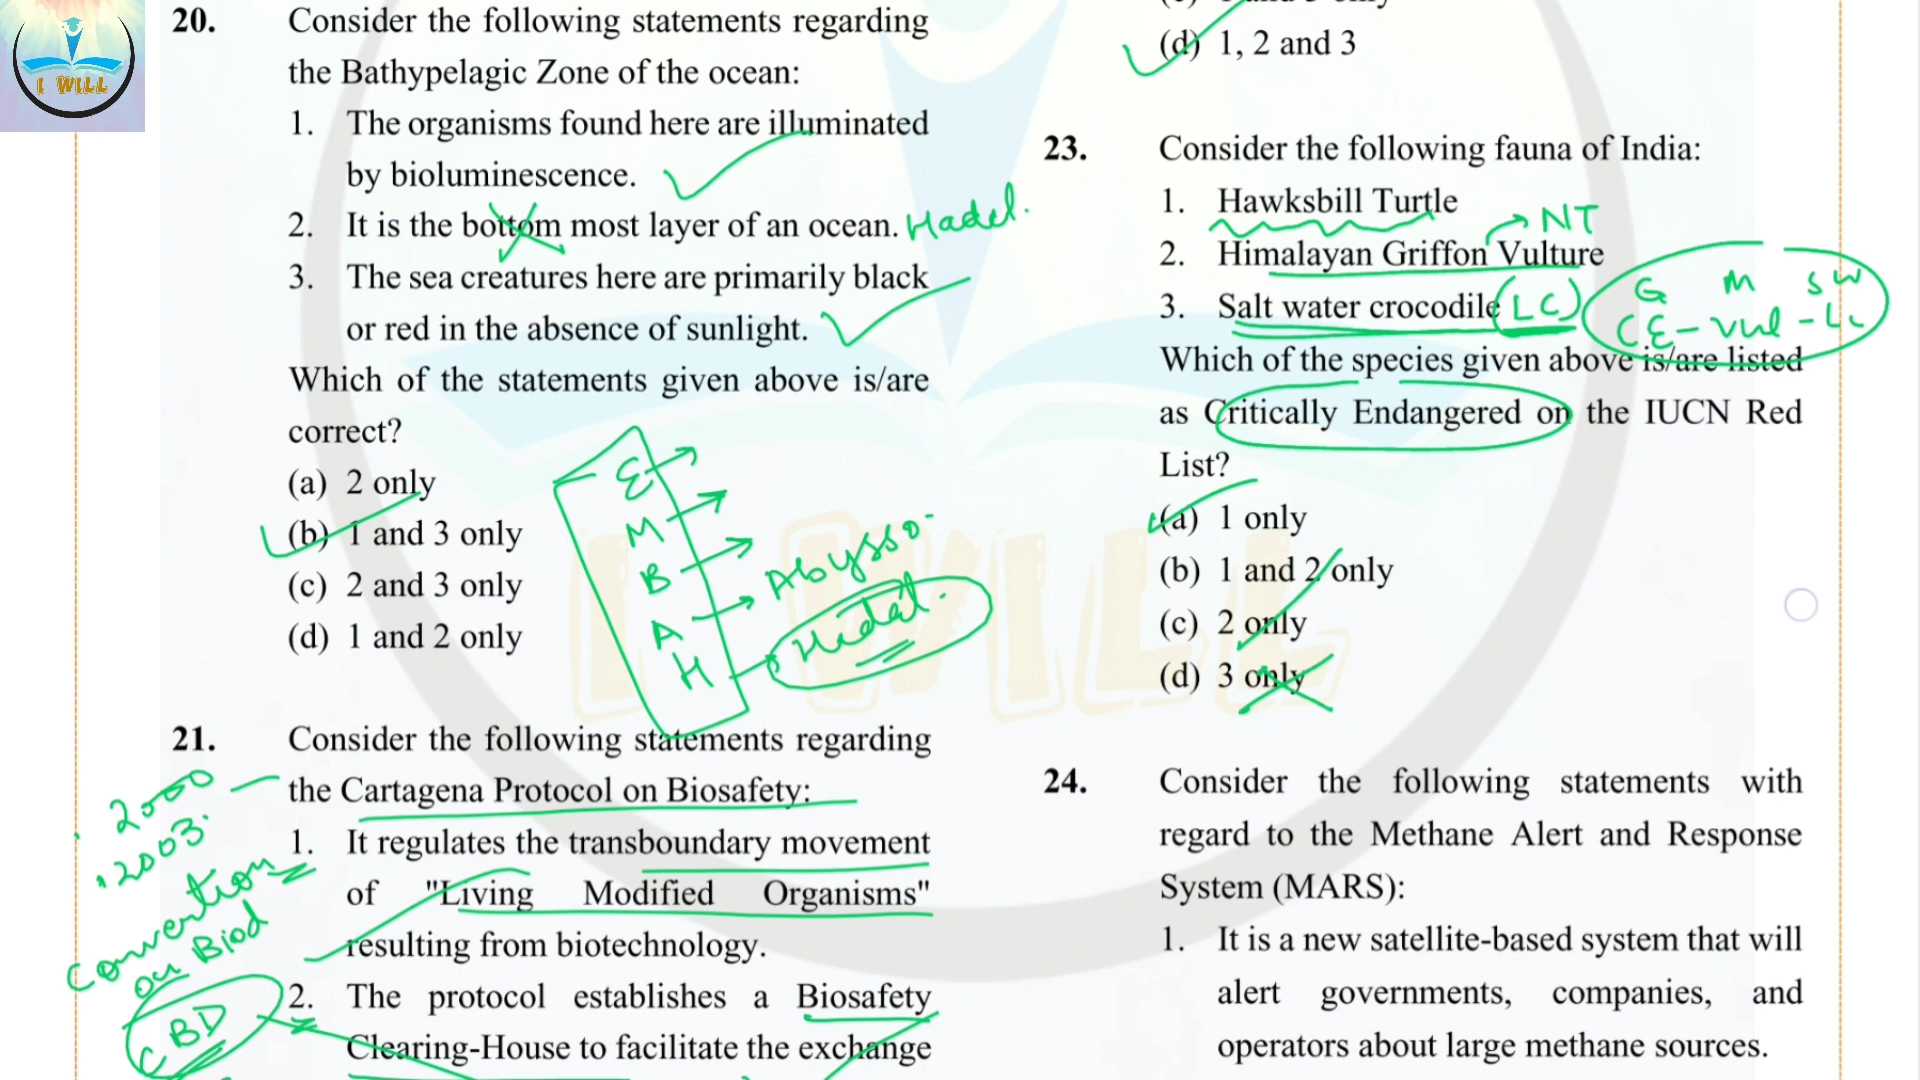 I WILL
20. Consider the following statements regarding
the Bathypelagic Zone of the ocean:
1. The organisms found here are illuminated
by bioluminescence.
2. It is the bottom most layer of an ocean. Hadel.
3. The sea creatures here are primarily black
or red in the absence of sunlight.
Which of the statements given above is/are
correct?
(a) 2 only
(b) 1 and 3 only
(c) 2 and 3 only
(d) 1 and 2 only
E
M
B
A Abysso
H Hadal.
21. Consider the following statements regarding
the Cartagena Protocol on Biosafety:
2000
2003.
Convention
on Biod
CBD
1. It regulates the transboundary movement
of "Living Modified Organisms"
resulting from biotechnology.
2. The protocol establishes a Biosafety
Clearing-House to facilitate the exchange
(d) 1, 2 and 3
23. Consider the following fauna of India:
1. Hawksbill Turtle
2. Himalayan Griffon Vulture NT
3. Salt water crocodile (LC)
G M SW
CE - Vul - LC
Which of the species given above is/are listed
as Critically Endangered on the IUCN Red
List?
(a) 1 only
(b) 1 and 2 only
(c) 2 only
(d) 3 only
24. Consider the following statements with
regard to the Methane Alert and Response
System (MARS):
1. It is a new satellite-based system that will
alert governments, companies, and
operators about large methane sources.
I WILL